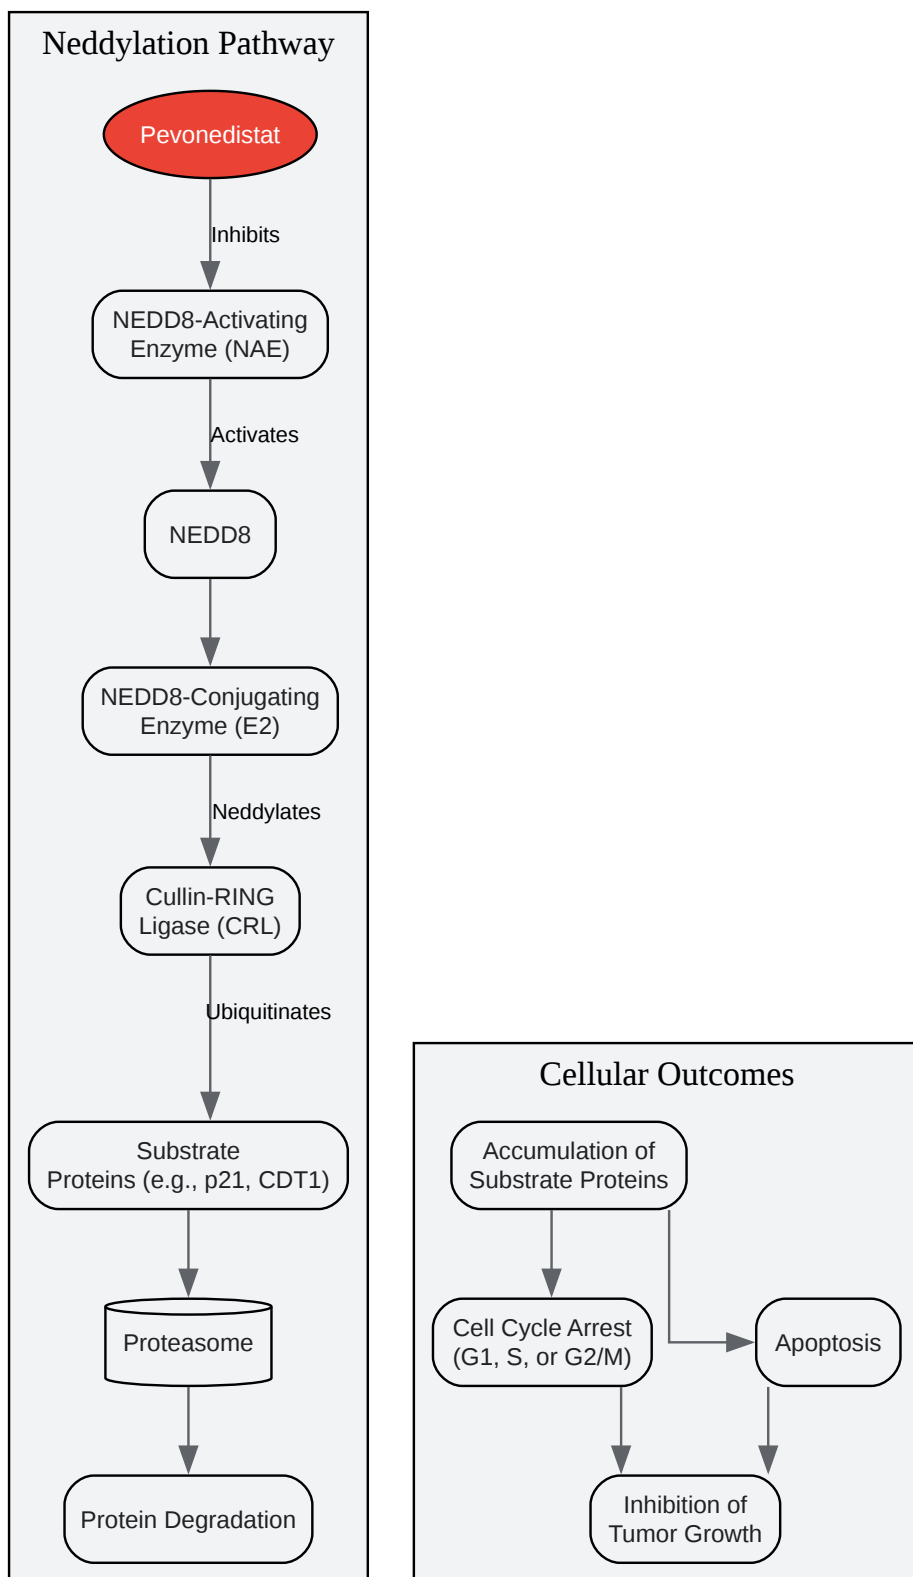 Neddylation Pathway
Pevonedistat
Inhibits
NEDD8-Activating
Enzyme (NAE)
Activates
NEDD8
NEDD8-Conjugating
Enzyme (E2)
Neddylates
Cullin-RING
Ligase (CRL)
Ubiquitinates
Substrate
Proteins (e.g., p21, CDT1)
Proteasome
Protein Degradation
Cellular Outcomes
Accumulation of
Substrate Proteins
Cell Cycle Arrest
(G1, S, or G2/M)
Apoptosis
Inhibition of
Tumor Growth